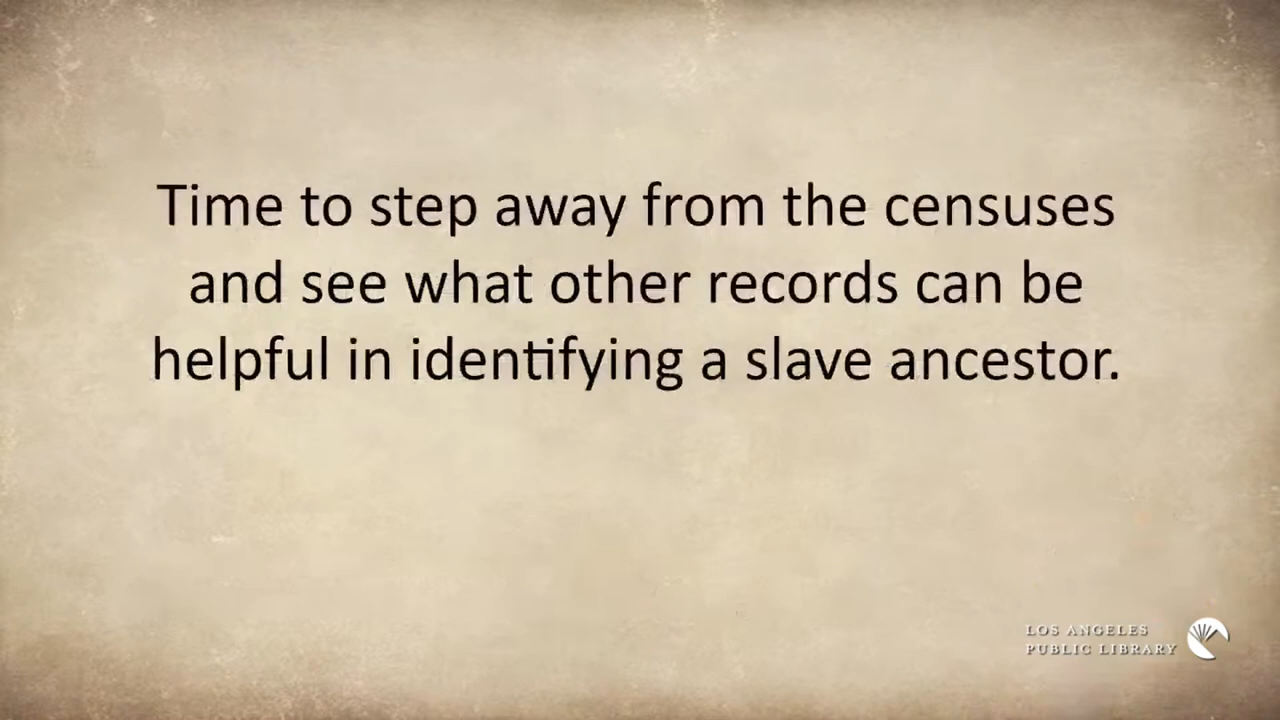 Time to step away from the censuses
and see what other records can be
helpful in identifying a slave ancestor.
LOS ANGELES
PUBLIC LIBRARY